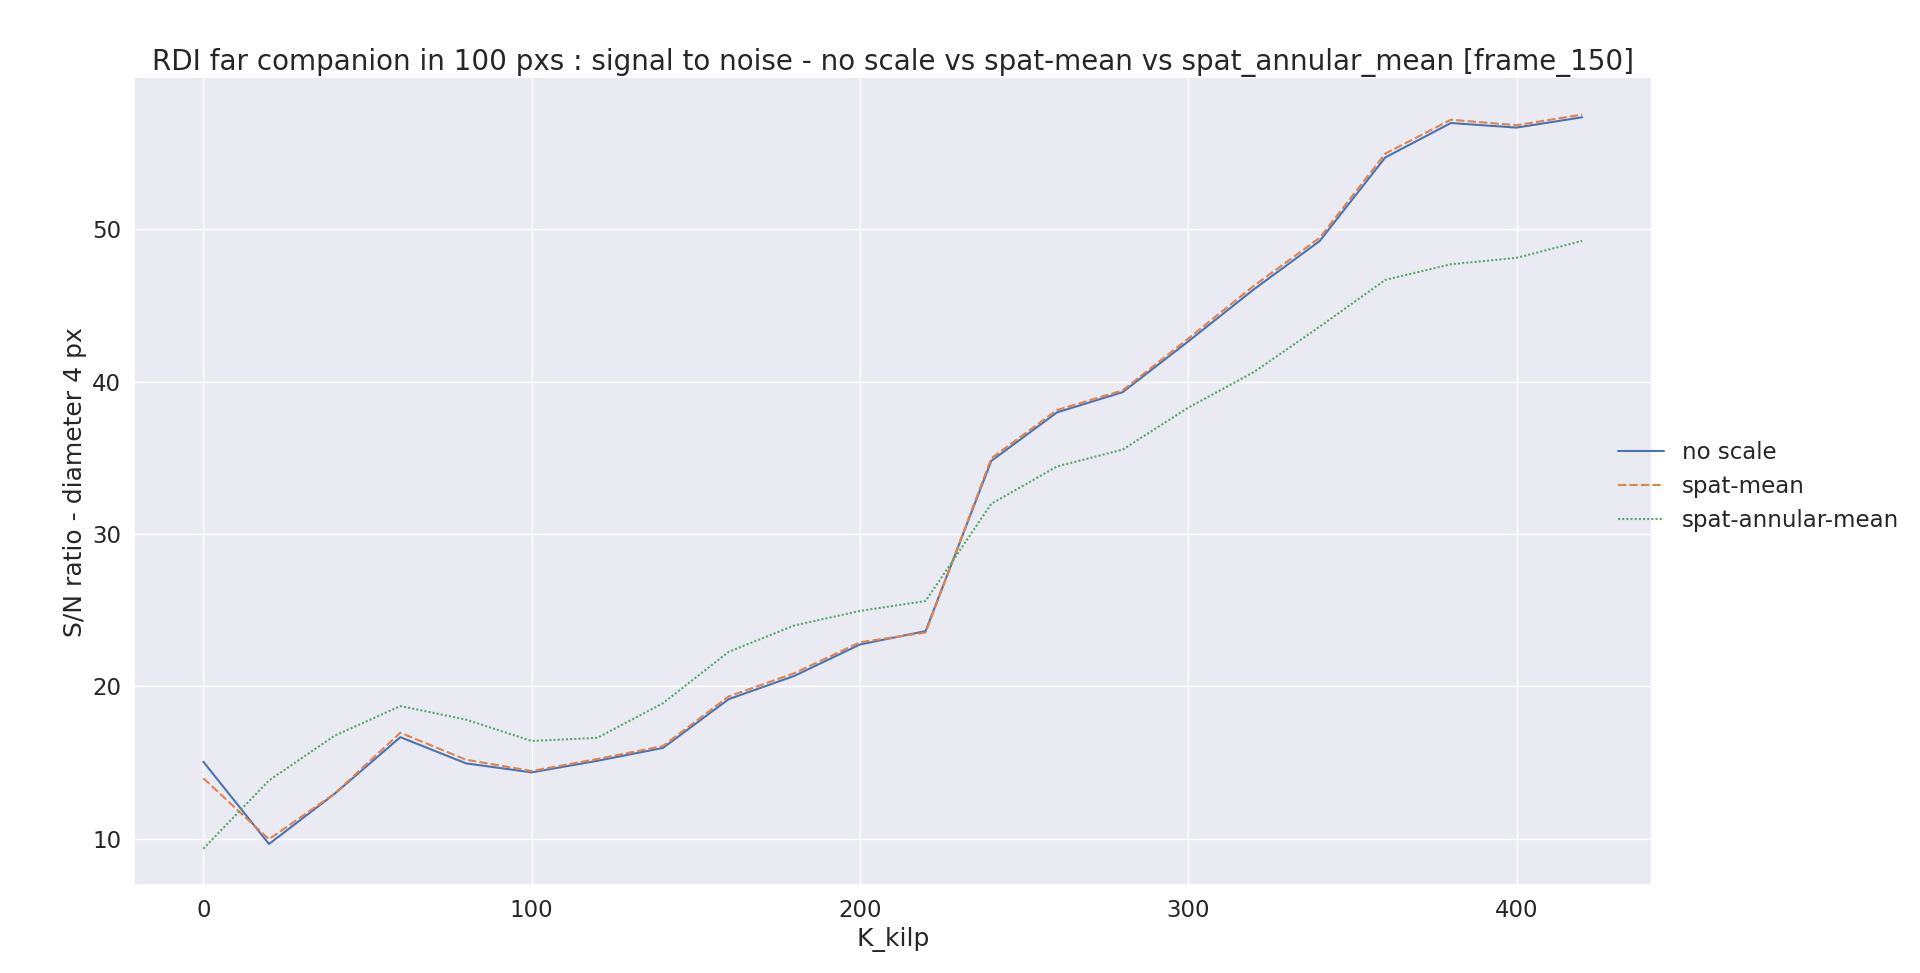 RDI far companion in 100 pxs : signal to noise - no scale vs spat-mean vs spat_annular_mean [frame_150]
S/N ratio - diameter 4 px
50
40
30
20
10
0
100
200
300
400
K_kilp
no scale
spat-mean
spat-annular-mean